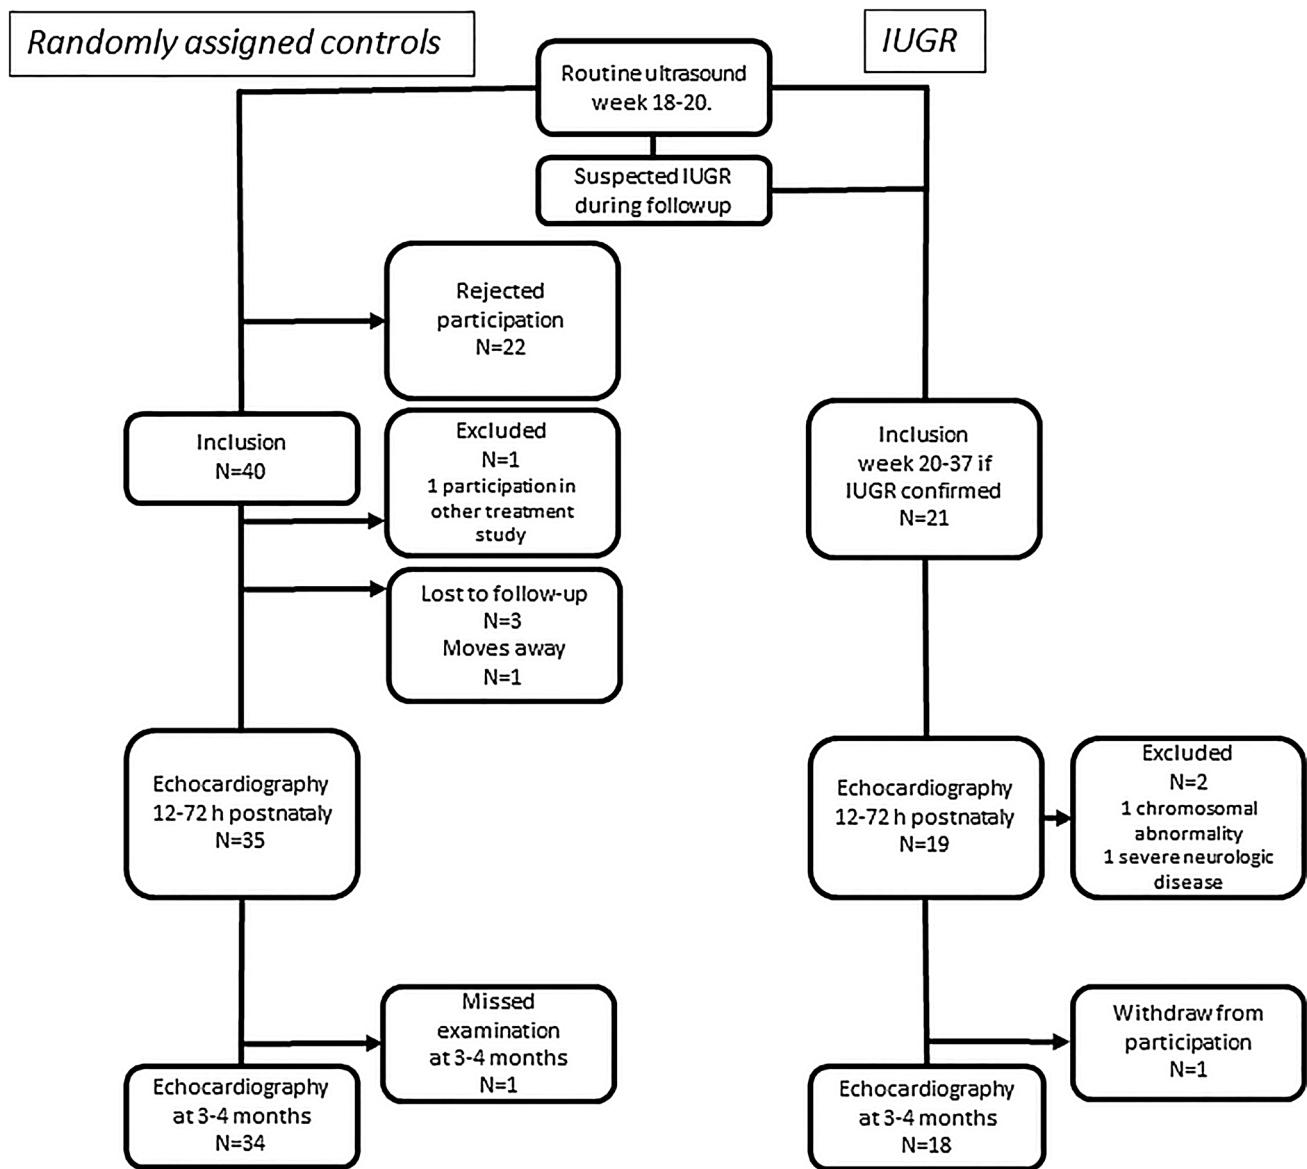 Randomly assigned controls
IUGR
Routine ultrasound
week 18-20.
Suspected IUGR
during followup
Rejected
participation
N=22
Inclusion
N=40
Excluded
N=1
1 participation in
other treatment
study
Inclusion
week 20-37 if
IUGR confirmed
N=21
Lost to follow-up
N=3
Moves away
N=1
Echocardiography
12-72 h postnataly
N=35
Echocardiography
12-72 h postnataly
N=19
Excluded
N=2
1 chromosomal
abnormality
1 severe neurologic
disease
Missed
examination
at 3-4 months
N=1
Withdraw from
participation
N=1
Echocardiography
at 3-4 months
N=34
Echocardiography
at 3-4 months
N=18